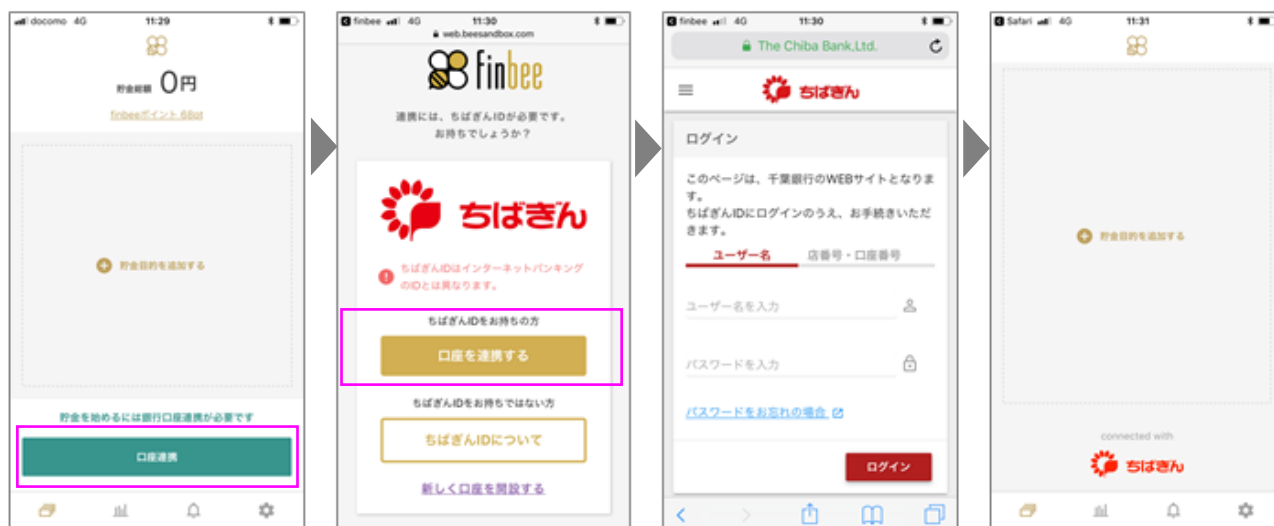 docomo 4G 11:29
貯金総額 0円
finbeeポイント 68pt
貯金目的を追加する
貯金を始めるには銀行口座連携が必要です
口座連携
finbee 4G 11:30
web.beesandbox.com
finbee
連携には、ちばぎんIDが必要です。
お持ちでしょうか？
ちばぎん
ちばぎんIDはインターネットバンキング
のIDとは異なります。
ちばぎんIDをお持ちの方
口座を連携する
ちばぎんIDをお持ちではない方
ちばぎんIDについて
新しく口座を開設する
finbee 4G 11:30
The Chiba Bank,Ltd.
ちばぎん
ログイン
このページは、千葉銀行のWEBサイトとなりま
す。
ちばぎんIDにログインのうえ、お手続きいただ
きます。
ユーザー名 店番号・口座番号
ユーザー名を入力
パスワードを入力
パスワードをお忘れの場合
ログイン
Safari 4G 11:31
貯金目的を追加する
connected with
ちばぎん